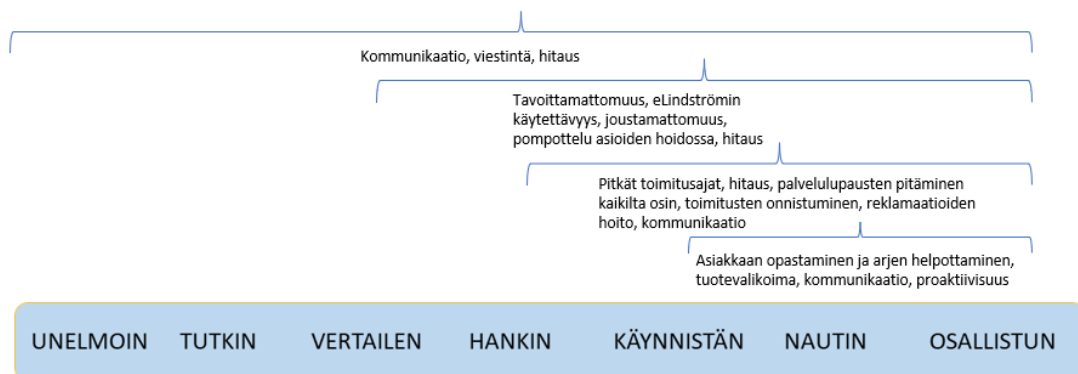 Kommunikaatio, viestintä, hitaus
Tavoittamattomuus, eLindströmin
käytettävyys, joustamattomuus,
pompottelu asioiden hoidossa, hitaus
Pitkät toimitusajat, hitaus, palvelulupausten pitäminen
kaikilta osin, toimitusten onnistuminen, reklamaatioiden
hoito, kommunikaatio
Asiakkaan opastaminen ja arjen helpottaminen,
tuotevalikoima, kommunikaatio, proaktiivisuus
UNELMOIN TUTKIN VERTAILEN HANKIN KÄYNNISTÄN NAUTIN OSALLISTUN